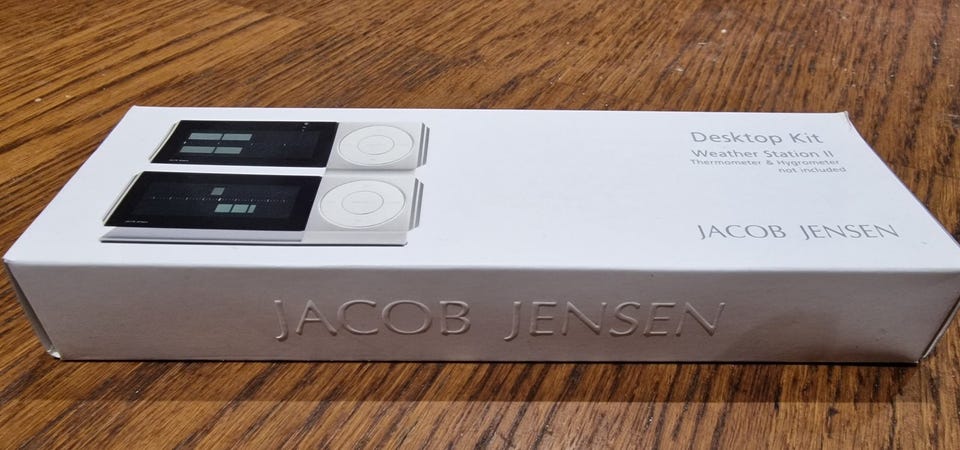 Desktop Kit
Weather Station II
Thermometer & Hygrometer
not included
JACOB JENSEN
JACOB JENSEN